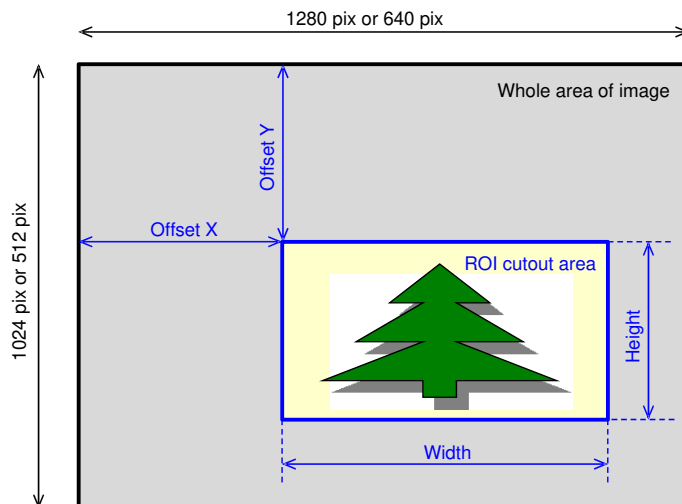 1280 pix or 640 pix
Whole area of image
Offset Y
Offset X
1024 pix or 512 pix
ROI cutout area
Height
Width